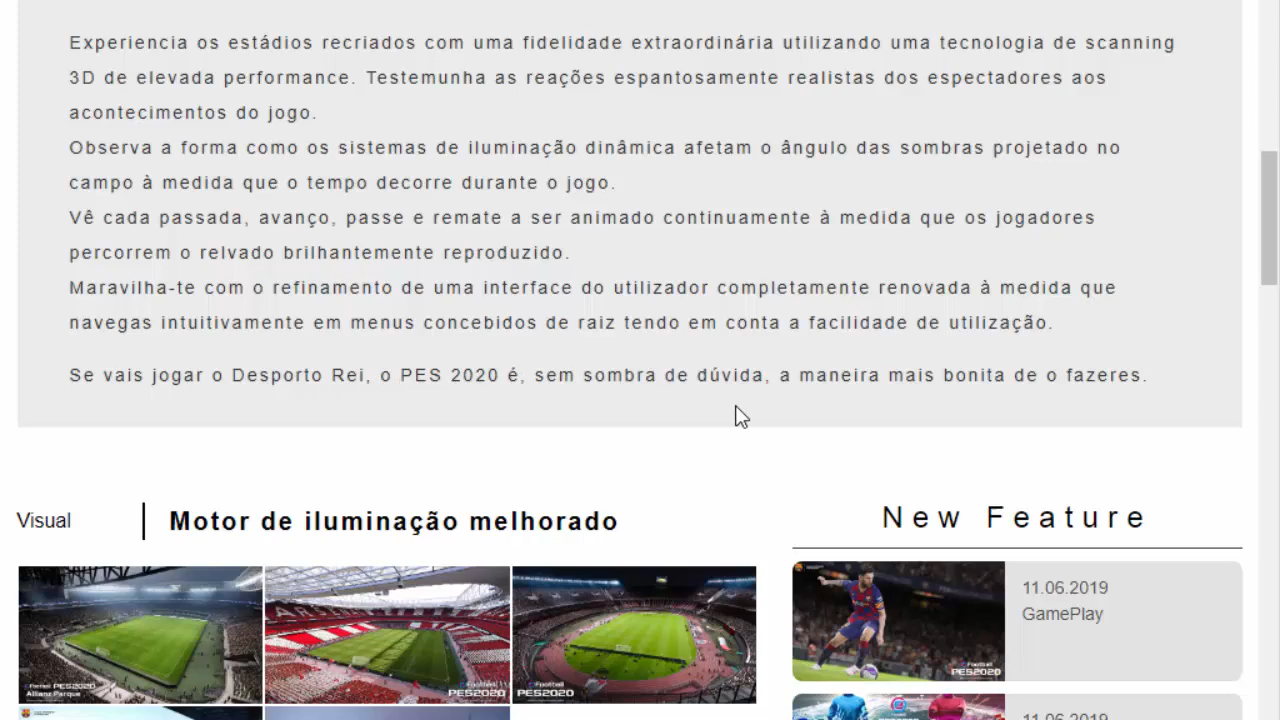 Experiencia os estádios recriados com uma fidelidade extraordinária utilizando uma tecnologia de scanning
3D de elevada performance. Testemunha as reações espantosamente realistas dos espectadores aos
acontecimentos do jogo.
Observa a forma como os sistemas de iluminação dinâmica afetam o ângulo das sombras projetado no
campo à medida que o tempo decorre durante o jogo.
Vê cada passada, avanço, passe e remate a ser animado continuamente à medida que os jogadores
percorrem o relvado brilhantemente reproduzido.
Maravilha-te com o refinamento de uma interface do utilizador completamente renovada à medida que
navegas intuitivamente em menus concebidos de raiz tendo em conta a facilidade de utilização.
Se vais jogar o Desporto Rei, o PES 2020 é, sem sombra de dúvida, a maneira mais bonita de o fazeres.
Visual
Motor de iluminação melhorado
New Feature
PES2020
Allianz Parque
PES2020
PES2020
11.06.2019
GamePlay
Football
PES2020
11.06.2019